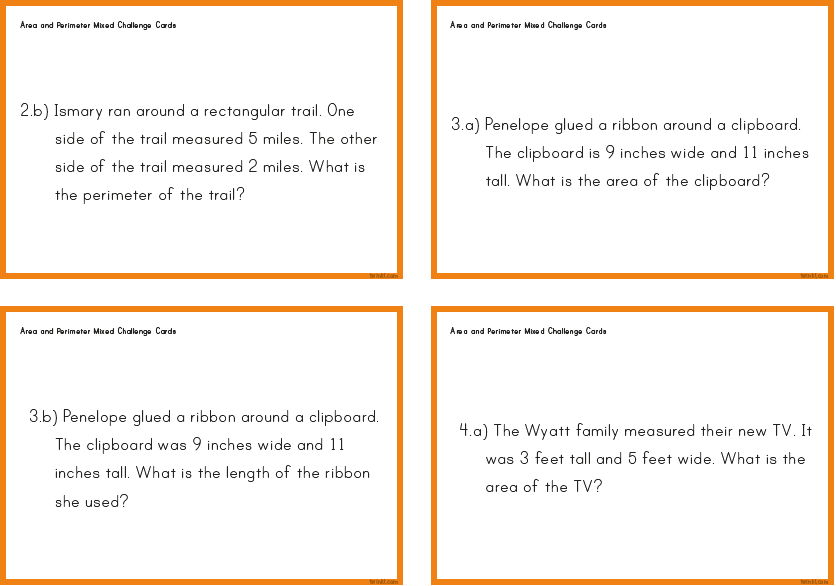 Area and Perimeter Mixed Challenge Cards
2.b) Ismary ran around a rectangular trail. One
side of the trail measured 5 miles. The other
side of the trail measured 2 miles. What is
the perimeter of the trail?
twinkl.com
Area and Perimeter Mixed Challenge Cards
3.a) Penelope glued a ribbon around a clipboard.
The clipboard is 9 inches wide and 11 inches
tall. What is the area of the clipboard?
twinkl.com
Area and Perimeter Mixed Challenge Cards
3.b) Penelope glued a ribbon around a clipboard.
The clipboard was 9 inches wide and 11
inches tall. What is the length of the ribbon
she used?
twinkl.com
Area and Perimeter Mixed Challenge Cards
4.a) The Wyatt family measured their new TV. It
was 3 feet tall and 5 feet wide. What is the
area of the TV?
twinkl.com